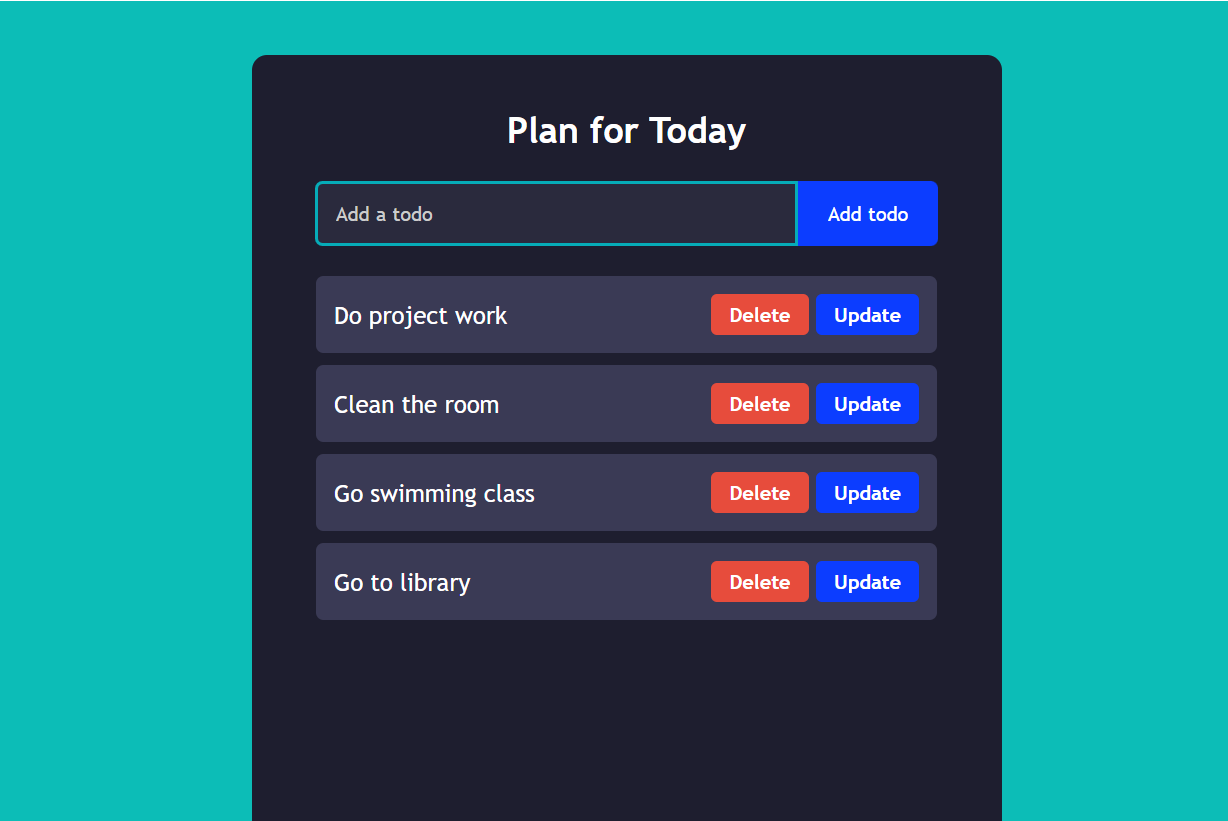 Plan for Today
Add a todo Add todo
Do project work Delete Update
Clean the room Delete Update
Go swimming class Delete Update
Go to library Delete Update